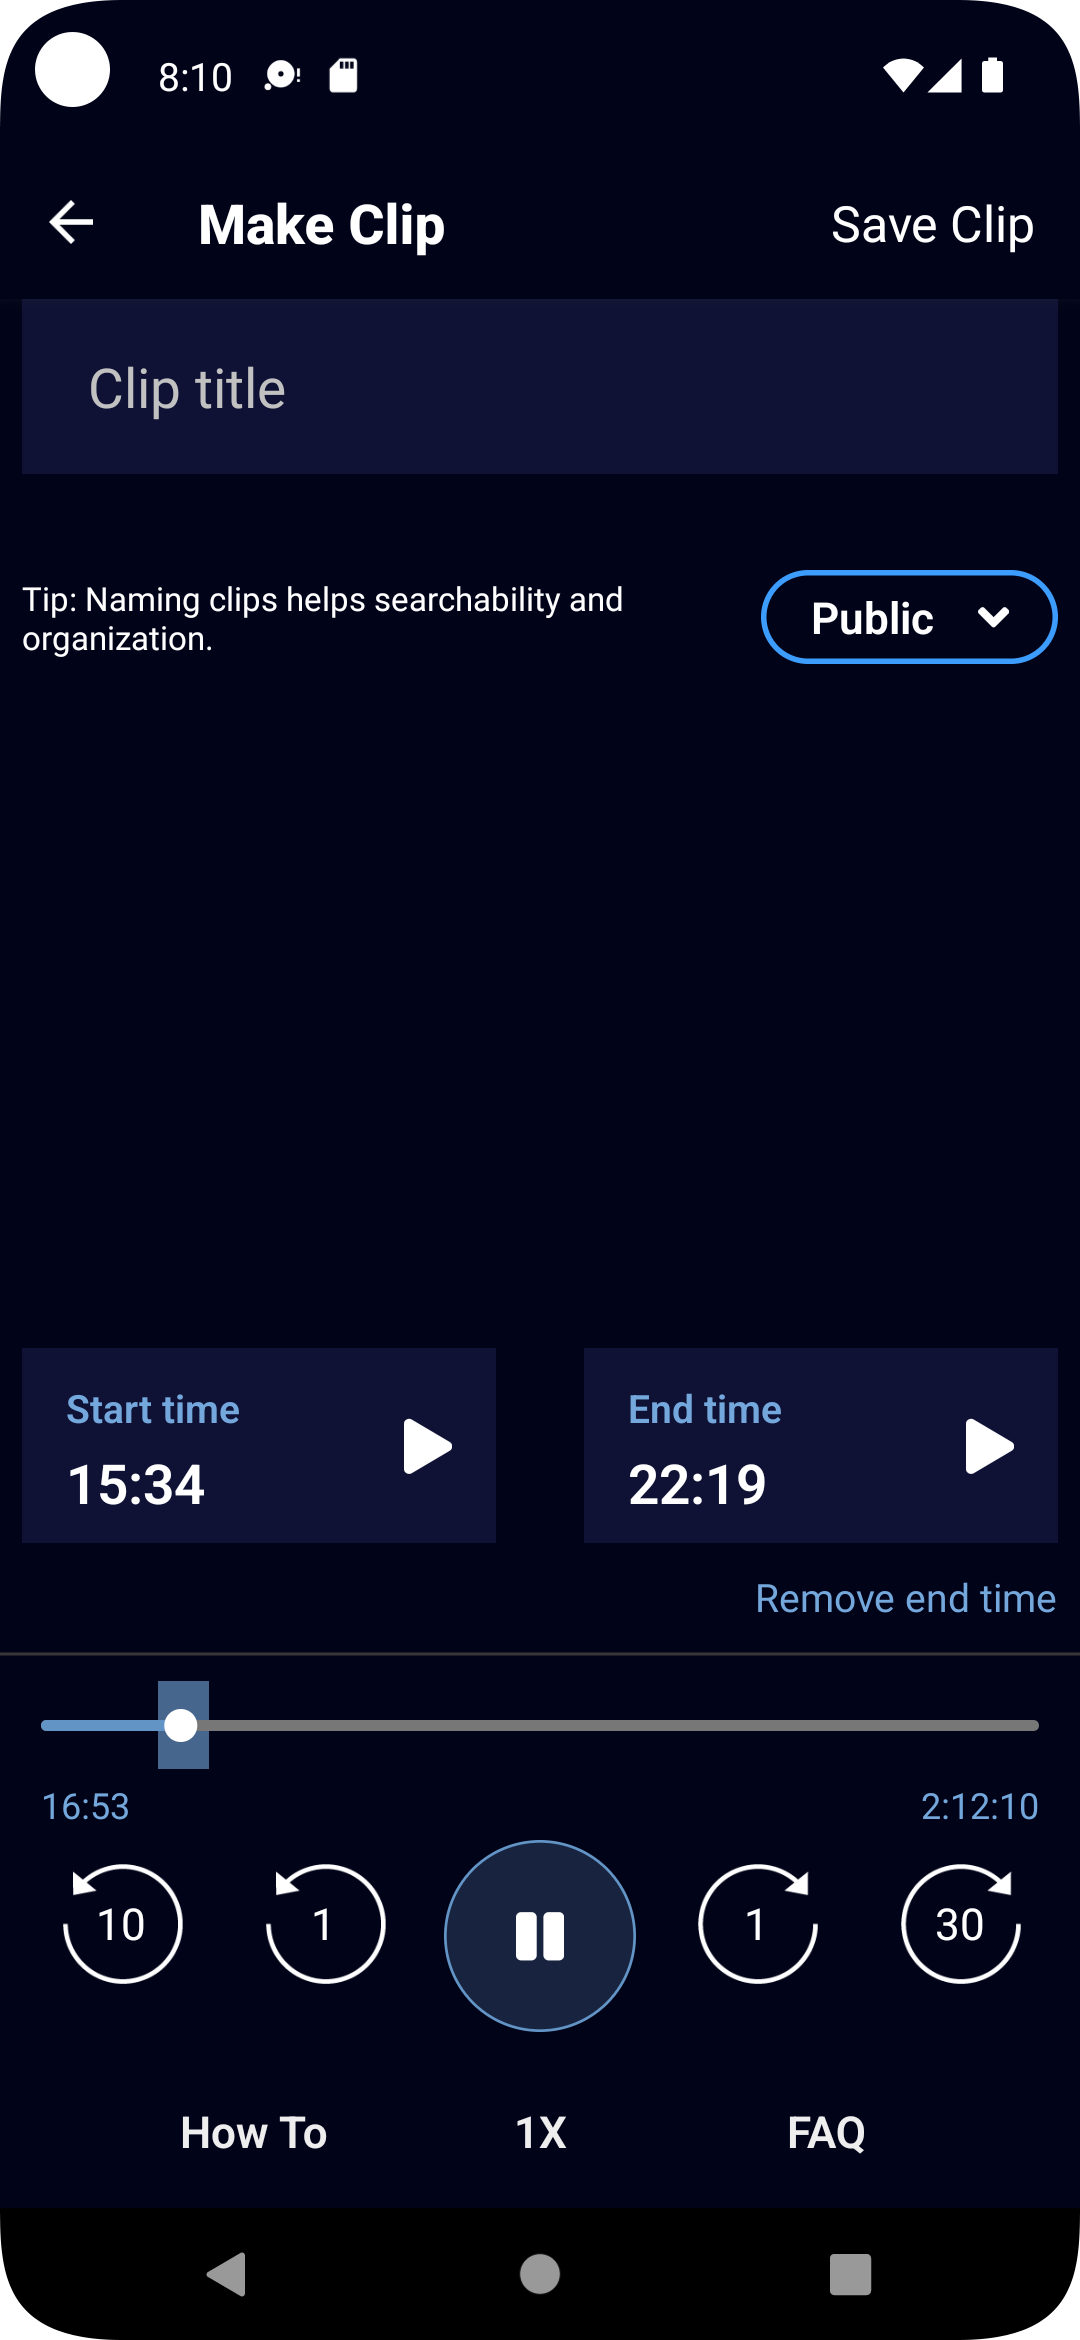 8:10
Make Clip
Save Clip
Clip title
Tip: Naming clips helps searchability and
organization.
Public
Start time
15:34
End time
22:19
Remove end time
16:53
2:12:10
10
1
1
30
How To
1X
FAQ